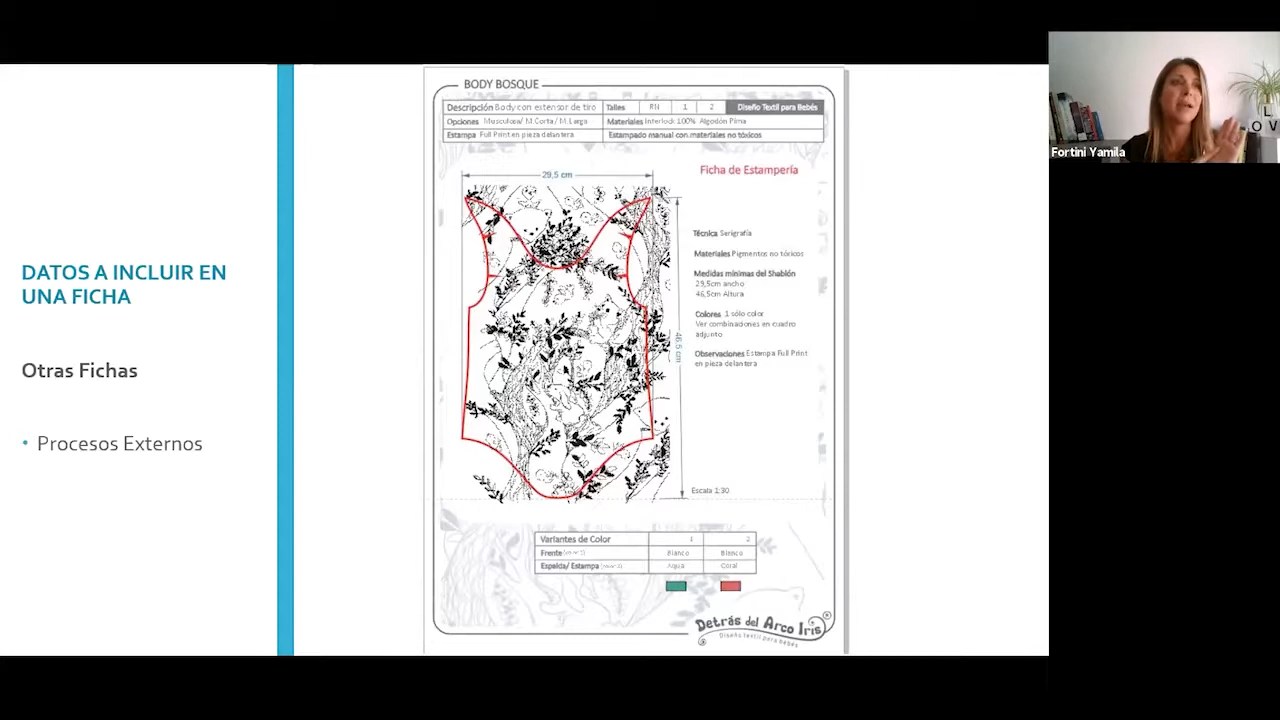 DATOS A INCLUIR EN
UNA FICHA
Otras Fichas
• Procesos Externos
BODY BOSQUE
Descripción Body con extensor de tiro Talles RN 1 2 Diseño Textil para Bebés
Opciones Musculosa/ M.Corta / M.Larga Materiales Interlock 100% Algodón Pima
Estampa Full Print en pieza delantera Estampado manual con materiales no tóxicos
29,5 cm
Ficha de Estampería
Técnica Serigrafía
Materiales Pigmentos no tóxicos
Medidas mínimas del Shablón
29,5cm ancho
46,5cm Altura
Colores 1 sólo color
Ver combinaciones en cuadro
adjunto
Observaciones Estampa Full Print
en pieza delantera
46,5 cm
Escala 1:30
Variantes de Color 1 2
Frente Blanco Blanco
Espalda/ Estampa Aqua Coral
Detrás del Arco Iris
Diseño textil para bebés
Fortini Yamila